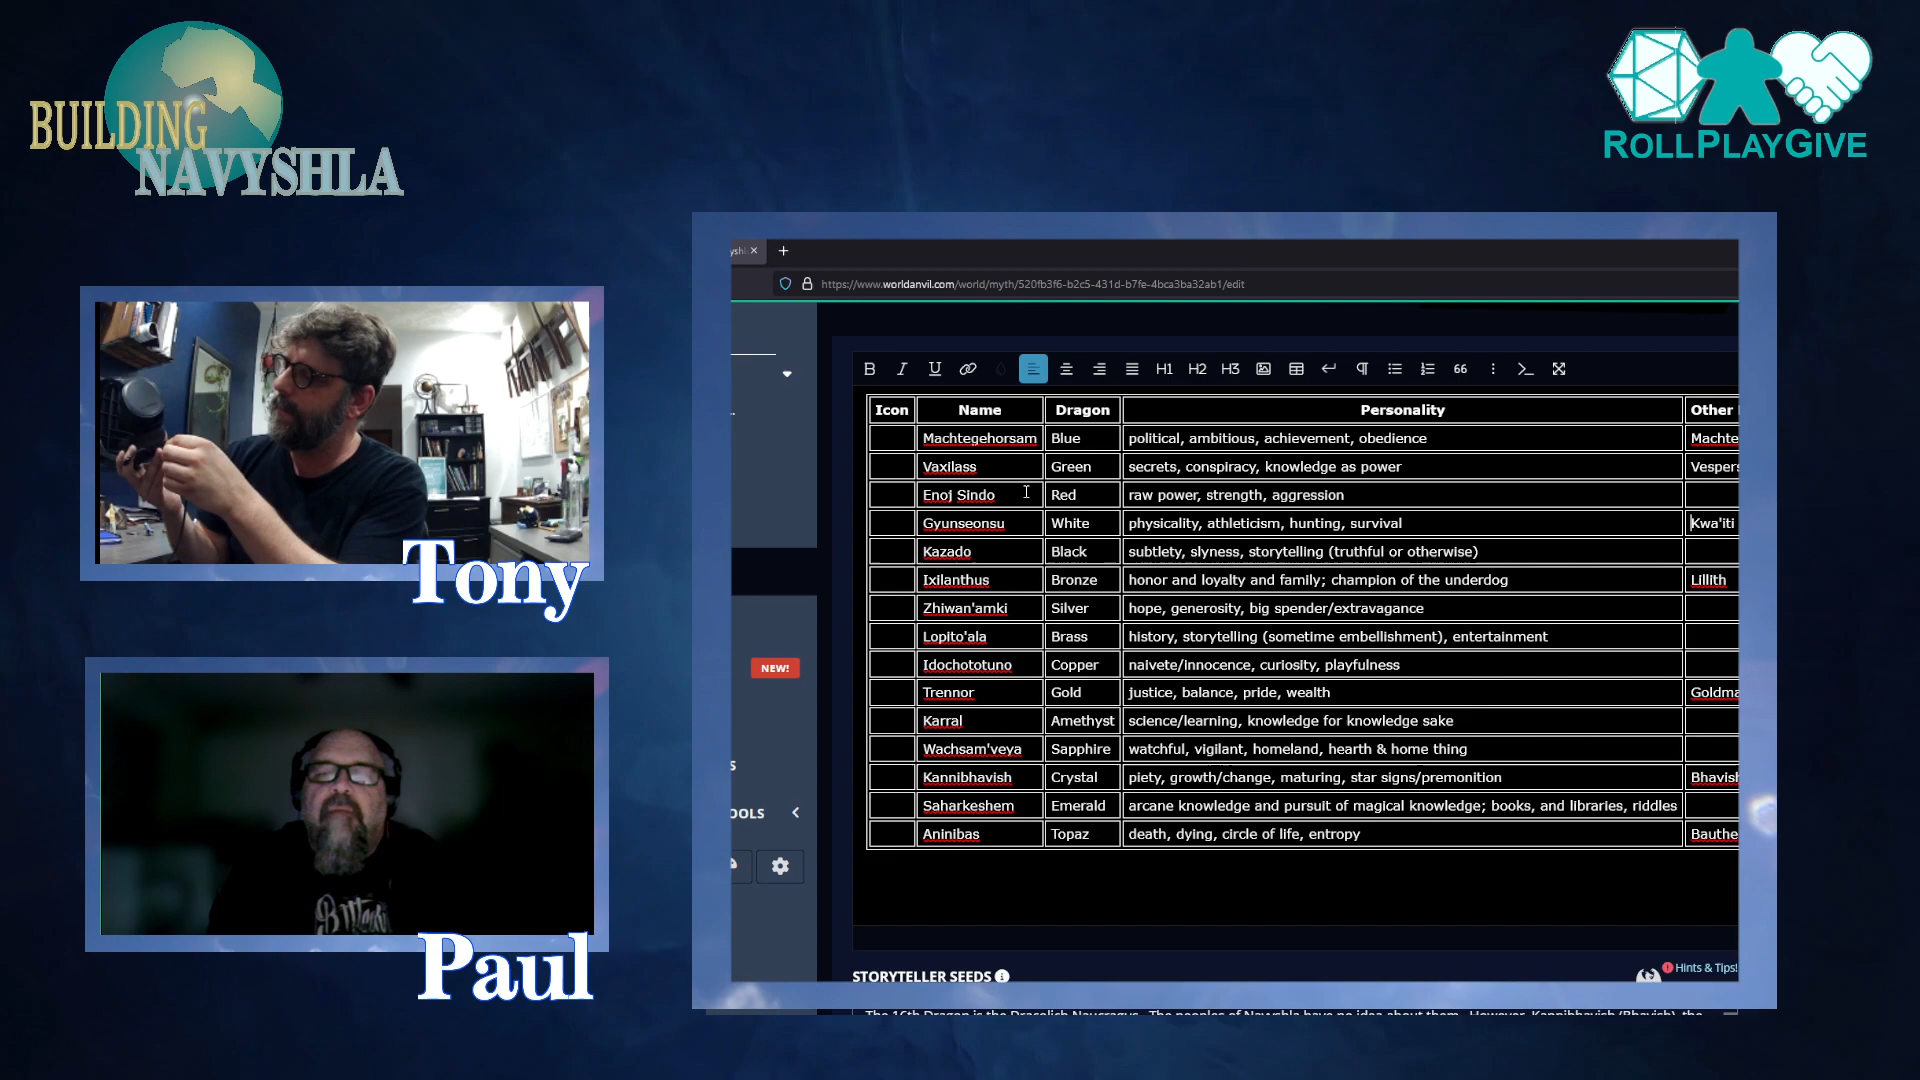 BUILDING
NAVYSHLA
ROLLPLAYGIVE
Tony
Paul
https://www.worldanvil.com/world/myth/520fb3f6-b2c5-431d-b7fe-4bca3ba32ab1/edit
B I U H1 H2 H3 66
Icon Name Dragon Personality Other
Machtegehorsam Blue political, ambitious, achievement, obedience Machte
Vaxilass Green secrets, conspiracy, knowledge as power Vespers
Enoj Sindo Red raw power, strength, aggression
Gyunseonsu White physicality, athleticism, hunting, survival Kwa'iti
Kazado Black subtlety, slyness, storytelling (truthful or otherwise)
Ixilanthus Bronze honor and loyalty and family; champion of the underdog Lillith
Zhiwan'amki Silver hope, generosity, big spender/extravagance
Lopito'ala Brass history, storytelling (sometime embellishment), entertainment
Idochototuno Copper naivete/innocence, curiosity, playfulness
Trennor Gold justice, balance, pride, wealth Goldma
Karral Amethyst science/learning, knowledge for knowledge sake
Wachsam'veya Sapphire watchful, vigilant, homeland, hearth & home thing
Kannibhavish Crystal piety, growth/change, maturing, star signs/premonition Bhavish
Saharkeshem Emerald arcane knowledge and pursuit of magical knowledge; books, and libraries, riddles
Aninibas Topaz death, dying, circle of life, entropy Bauthe
NEW!
S
OOLS
STORYTELLER SEEDS
Hints & Tips!